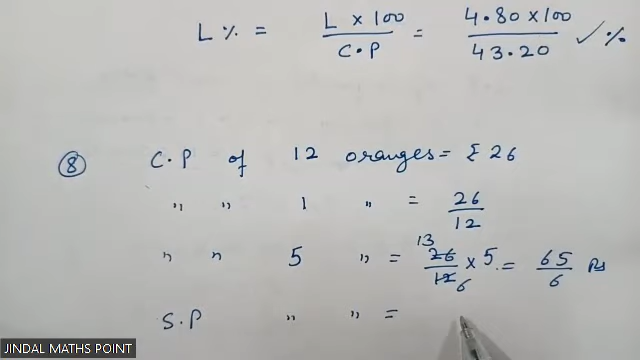 L % = L × 100 / C.P = 4.80 × 100 / 43.20 ✓ %
⑧ C.P of 12 oranges = ₹ 26
" " 1 " = 26 / 12
" " 5 " = 13 26 / 12 6 × 5 = 65 / 6 Rs
S.P " " =
JINDAL MATHS POINT